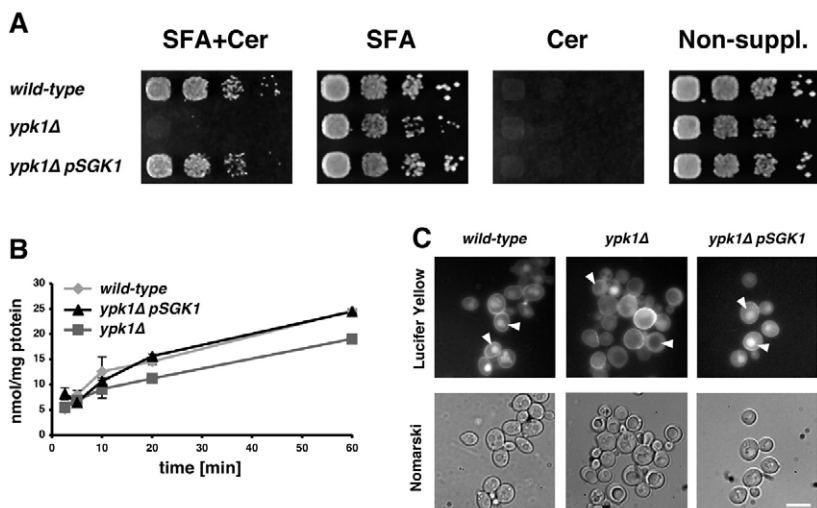 A
SFA+Cer
SFA
Cer
Non-suppl.
wild-type
ypk1Δ
ypk1Δ pSGK1
B
30
25
20
15
10
5
0
nmol/mg ptotein
wild-type
ypk1Δ pSGK1
ypk1Δ
0
10
20
30
40
50
60
time [min]
C
wild-type
ypk1Δ
ypk1Δ pSGK1
Lucifer Yellow
Nomarski